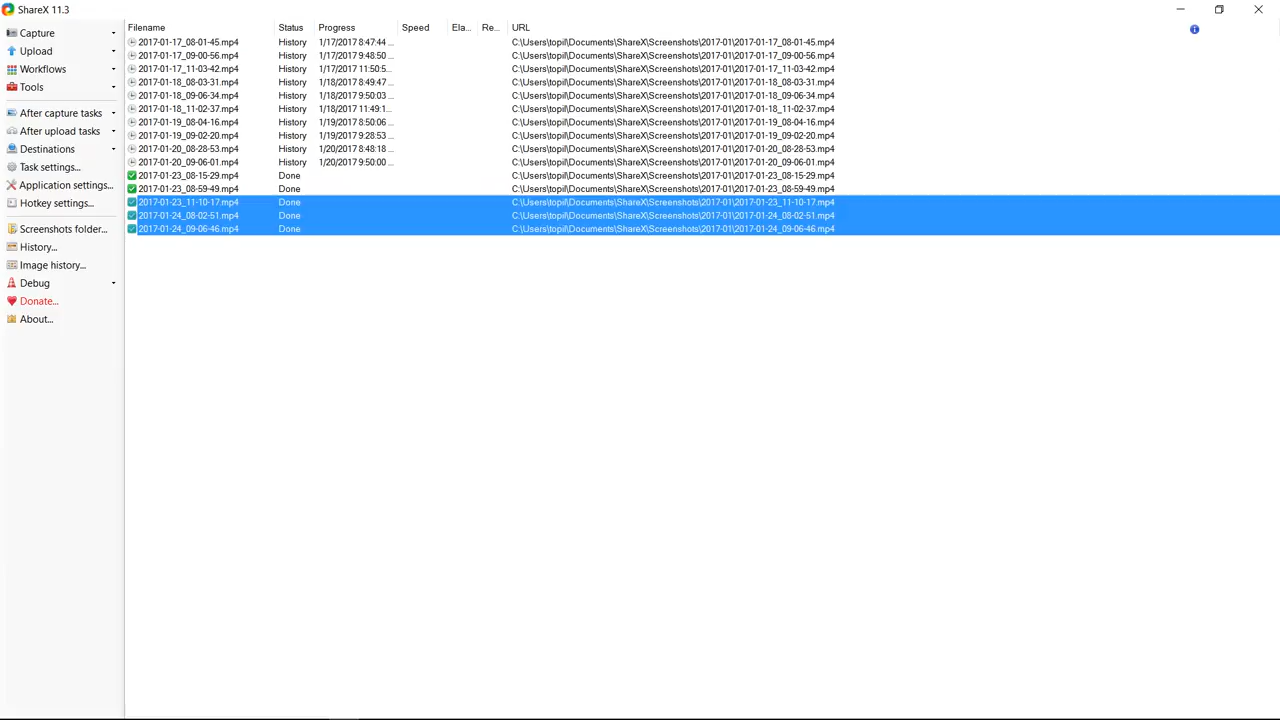 ShareX 11.3
Capture
Upload
Workflows
Tools
After capture tasks
After upload tasks
Destinations
Task settings...
Application settings...
Hotkey settings...
Screenshots folder...
History...
Image history...
Debug
Donate...
About...
Filename Status Progress Speed Ela... Re... URL
2017-01-17_08-01-45.mp4 History 1/17/2017 8:47:44 ... C:\Users\topil\Documents\ShareX\Screenshots\2017-01\2017-01-17_08-01-45.mp4
2017-01-17_09-00-56.mp4 History 1/17/2017 9:48:50 ... C:\Users\topil\Documents\ShareX\Screenshots\2017-01\2017-01-17_09-00-56.mp4
2017-01-17_11-03-42.mp4 History 1/17/2017 11:50:5... C:\Users\topil\Documents\ShareX\Screenshots\2017-01\2017-01-17_11-03-42.mp4
2017-01-18_08-03-31.mp4 History 1/18/2017 8:49:47 ... C:\Users\topil\Documents\ShareX\Screenshots\2017-01\2017-01-18_08-03-31.mp4
2017-01-18_09-06-34.mp4 History 1/18/2017 9:50:03 ... C:\Users\topil\Documents\ShareX\Screenshots\2017-01\2017-01-18_09-06-34.mp4
2017-01-18_11-02-37.mp4 History 1/18/2017 11:49:1... C:\Users\topil\Documents\ShareX\Screenshots\2017-01\2017-01-18_11-02-37.mp4
2017-01-19_08-04-16.mp4 History 1/19/2017 8:50:06 ... C:\Users\topil\Documents\ShareX\Screenshots\2017-01\2017-01-19_08-04-16.mp4
2017-01-19_09-02-20.mp4 History 1/19/2017 9:28:53 ... C:\Users\topil\Documents\ShareX\Screenshots\2017-01\2017-01-19_09-02-20.mp4
2017-01-20_08-28-53.mp4 History 1/20/2017 8:48:18 ... C:\Users\topil\Documents\ShareX\Screenshots\2017-01\2017-01-20_08-28-53.mp4
2017-01-20_09-06-01.mp4 History 1/20/2017 9:50:00 ... C:\Users\topil\Documents\ShareX\Screenshots\2017-01\2017-01-20_09-06-01.mp4
2017-01-23_08-15-29.mp4 Done C:\Users\topil\Documents\ShareX\Screenshots\2017-01\2017-01-23_08-15-29.mp4
2017-01-23_08-59-49.mp4 Done C:\Users\topil\Documents\ShareX\Screenshots\2017-01\2017-01-23_08-59-49.mp4
2017-01-23_11-10-17.mp4 Done C:\Users\topil\Documents\ShareX\Screenshots\2017-01\2017-01-23_11-10-17.mp4
2017-01-24_08-02-51.mp4 Done C:\Users\topil\Documents\ShareX\Screenshots\2017-01\2017-01-24_08-02-51.mp4
2017-01-24_09-06-46.mp4 Done C:\Users\topil\Documents\ShareX\Screenshots\2017-01\2017-01-24_09-06-46.mp4